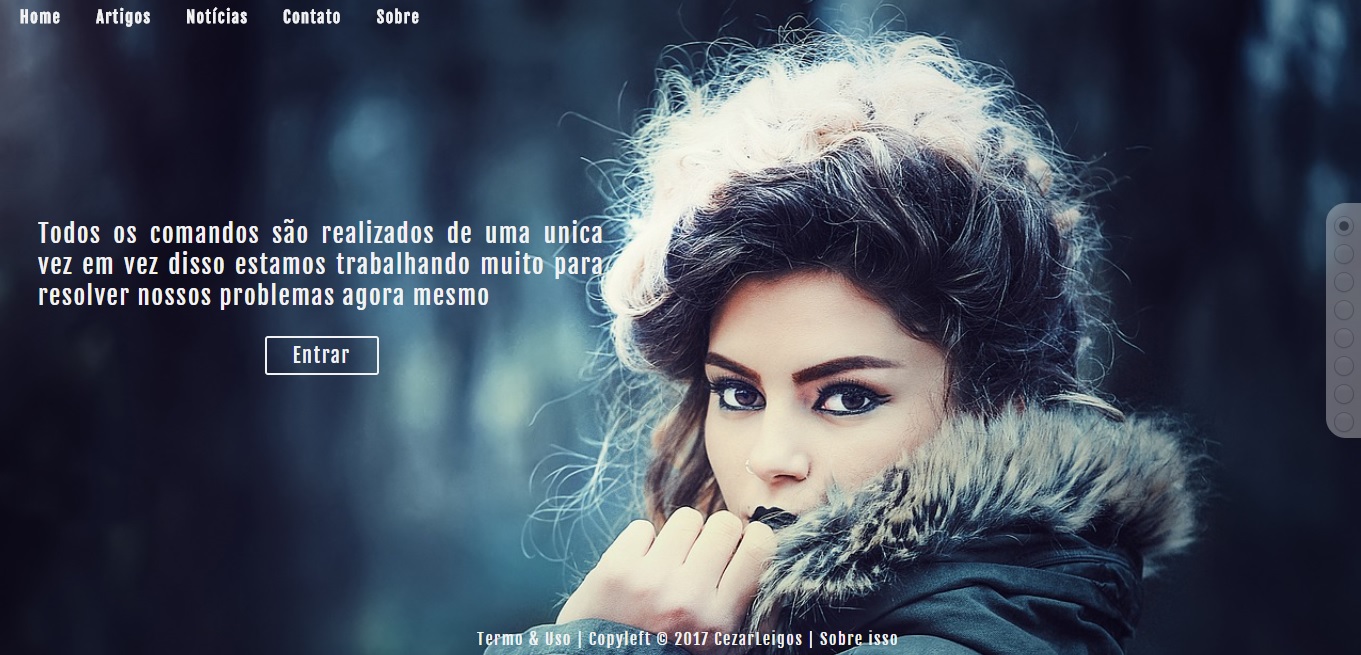 Home Artigos Notícias Contato Sobre
Todos os comandos são realizados de uma unica
vez em vez disso estamos trabalhando muito para
resolver nossos problemas agora mesmo
Entrar
Termo & Uso | Copyleft © 2017 CezarLeigos | Sobre isso